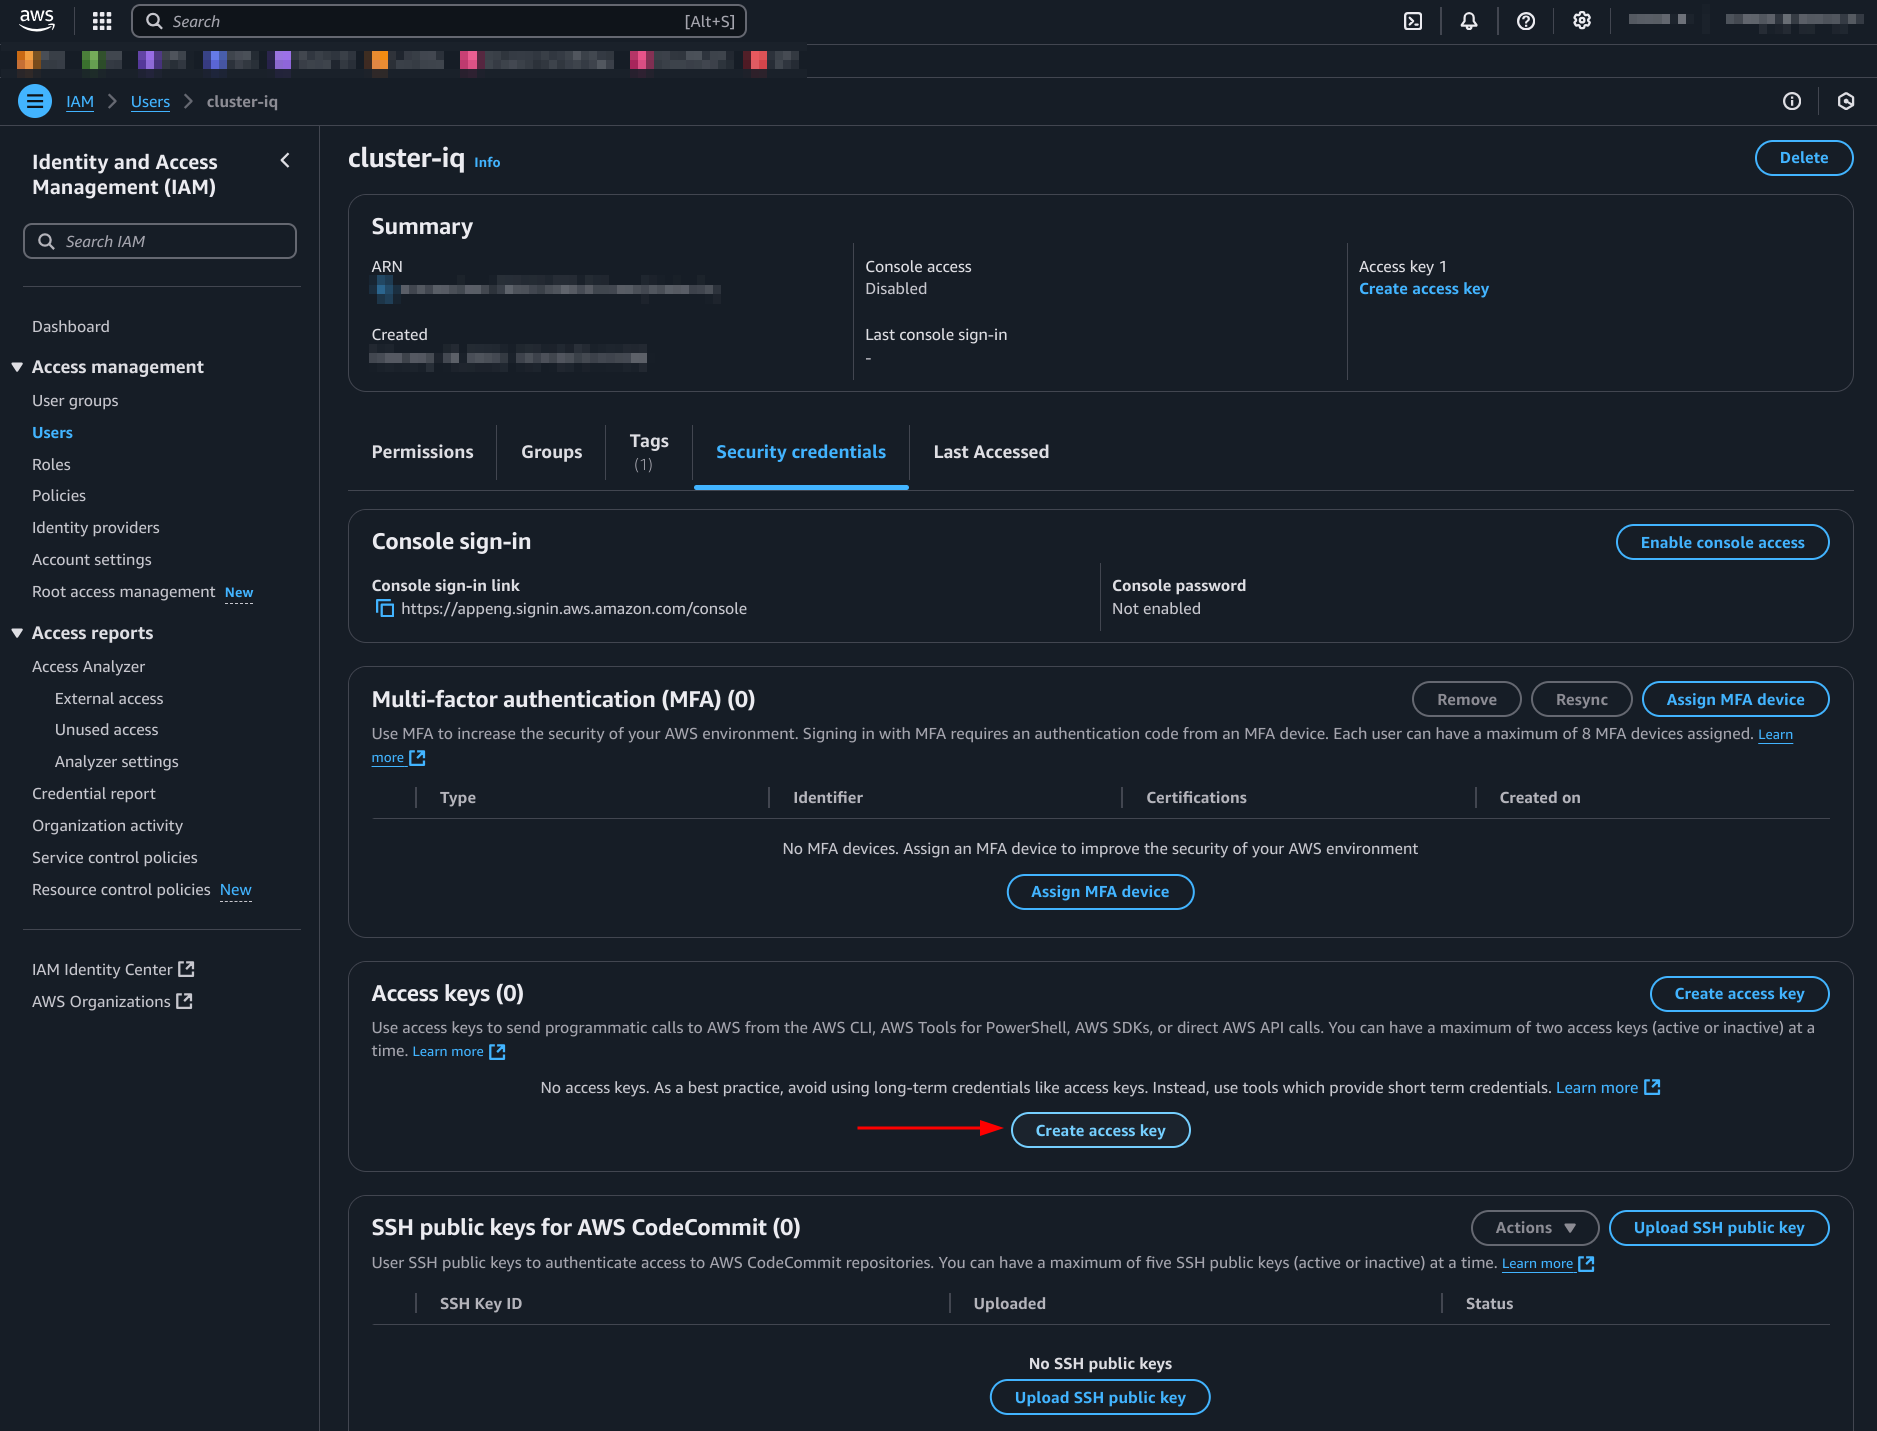 aws
Search
[Alt+S]
IAM
Users
cluster-iq
Identity and Access
Management (IAM)
Search IAM
Dashboard
Access management
User groups
Users
Roles
Policies
Identity providers
Account settings
Root access management New
Access reports
Access Analyzer
External access
Unused access
Analyzer settings
Credential report
Organization activity
Service control policies
Resource control policies New
IAM Identity Center
AWS Organizations
cluster-iq Info
Delete
Summary
ARN
Created
Console access
Disabled
Last console sign-in
-
Access key 1
Create access key
Permissions
Groups
Tags
(1)
Security credentials
Last Accessed
Console sign-in
Enable console access
Console sign-in link
https://appeng.signin.aws.amazon.com/console
Console password
Not enabled
Multi-factor authentication (MFA) (0)
Remove
Resync
Assign MFA device
Use MFA to increase the security of your AWS environment. Signing in with MFA requires an authentication code from an MFA device. Each user can have a maximum of 8 MFA devices assigned. Learn
more
Type
Identifier
Certifications
Created on
No MFA devices. Assign an MFA device to improve the security of your AWS environment
Assign MFA device
Access keys (0)
Create access key
Use access keys to send programmatic calls to AWS from the AWS CLI, AWS Tools for PowerShell, AWS SDKs, or direct AWS API calls. You can have a maximum of two access keys (active or inactive) at a
time. Learn more
No access keys. As a best practice, avoid using long-term credentials like access keys. Instead, use tools which provide short term credentials. Learn more
Create access key
SSH public keys for AWS CodeCommit (0)
Actions
Upload SSH public key
User SSH public keys to authenticate access to AWS CodeCommit repositories. You can have a maximum of five SSH public keys (active or inactive) at a time. Learn more
SSH Key ID
Uploaded
Status
No SSH public keys
Upload SSH public key